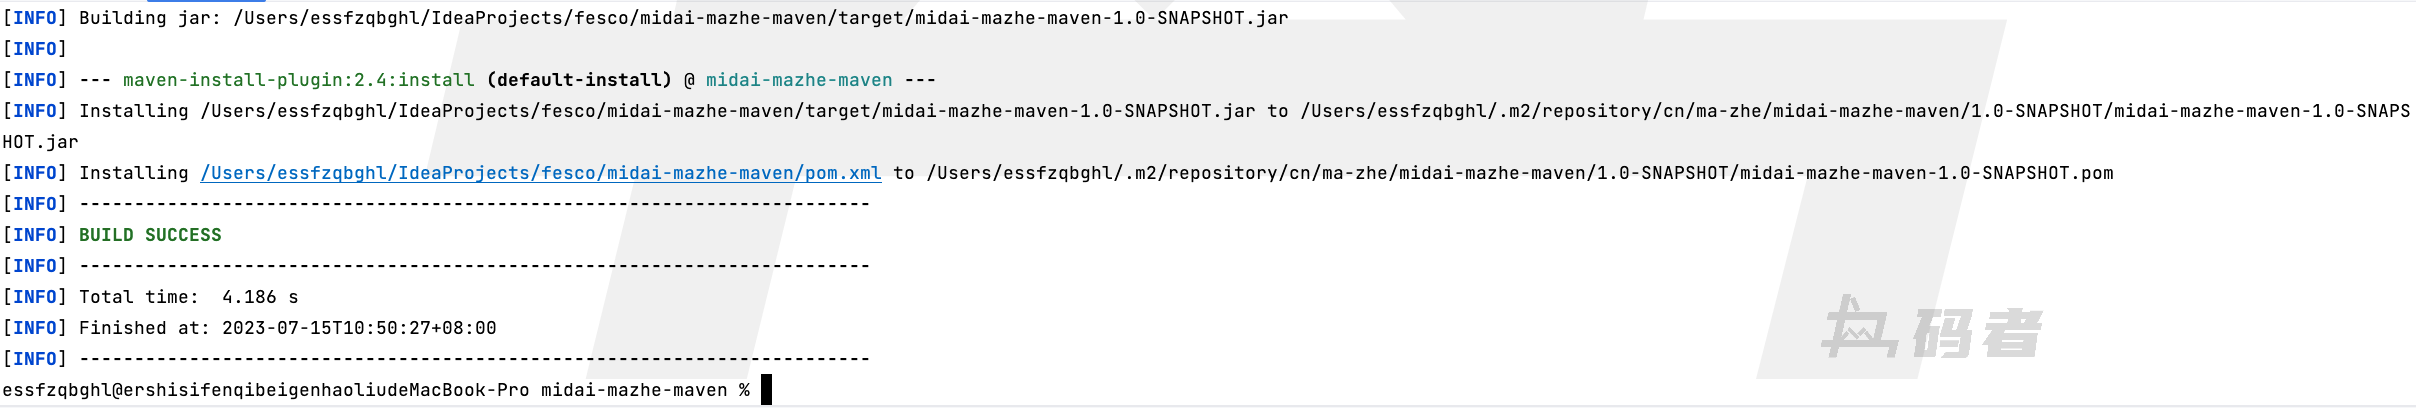 [INFO] Building jar: /Users/essfzqbghl/IdeaProjects/fesco/midai-mazhe-maven/target/midai-mazhe-maven-1.0-SNAPSHOT.jar
[INFO]
[INFO] --- maven-install-plugin:2.4:install (default-install) @ midai-mazhe-maven ---
[INFO] Installing /Users/essfzqbghl/IdeaProjects/fesco/midai-mazhe-maven/target/midai-mazhe-maven-1.0-SNAPSHOT.jar to /Users/essfzqbghl/.m2/repository/cn/ma-zhe/midai-mazhe-maven/1.0-SNAPSHOT/midai-mazhe-maven-1.0-SNAPS
HOT.jar
[INFO] Installing /Users/essfzqbghl/IdeaProjects/fesco/midai-mazhe-maven/pom.xml to /Users/essfzqbghl/.m2/repository/cn/ma-zhe/midai-mazhe-maven/1.0-SNAPSHOT/midai-mazhe-maven-1.0-SNAPSHOT.pom
[INFO] ------------------------------------------------------------------------
[INFO] BUILD SUCCESS
[INFO] ------------------------------------------------------------------------
[INFO] Total time:  4.186 s
[INFO] Finished at: 2023-07-15T10:50:27+08:00
[INFO] ------------------------------------------------------------------------
essfzqbghl@ershisifenqibeigenhaoliudeMacBook-Pro midai-mazhe-maven %
码者